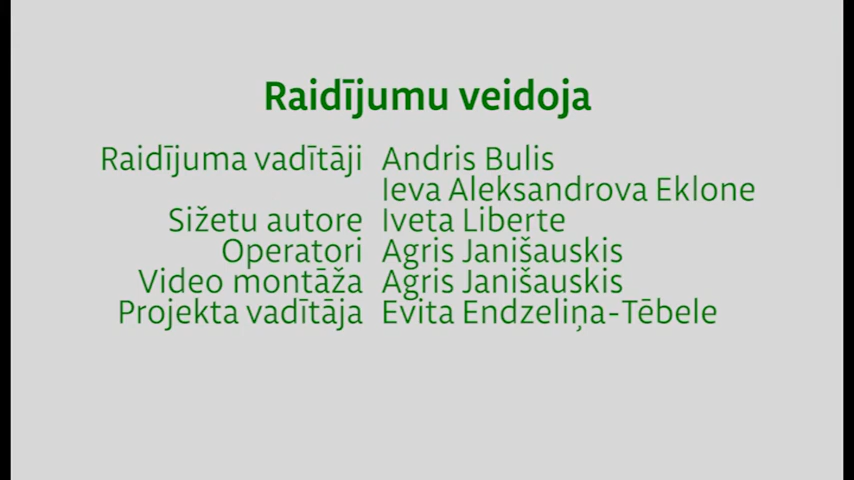 Raidījumu veidoja
Raidījuma vadītāji Andris Bulis
Ieva Aleksandrova Eklone
Sižetu autore Iveta Liberte
Operatori Agris Janišauskis
Video montāža Agris Janišauskis
Projekta vadītāja Evita Endzeliņa-Tēbele